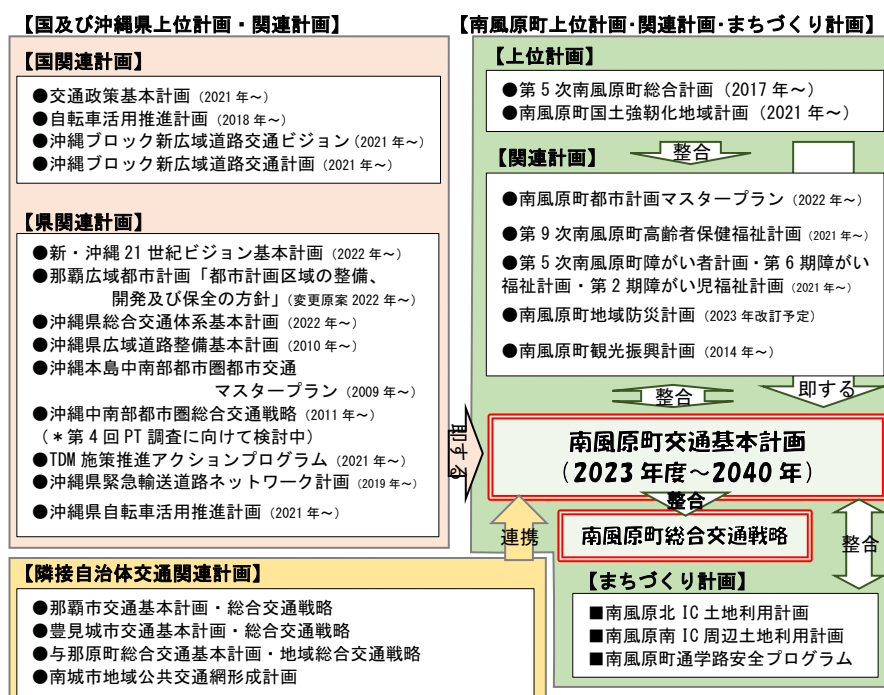 【国及び沖縄県上位計画・関連計画】
【国関連計画】
●交通政策基本計画（2021年～）
●自転車活用推進計画（2018年～）
●沖縄ブロック新広域道路交通ビジョン（2021年～）
●沖縄ブロック新広域道路交通計画（2021年～）
【県関連計画】
●新・沖縄21世紀ビジョン基本計画（2022年～）
●那覇広域都市計画「都市計画区域の整備、
開発及び保全の方針」（変更原案2022年～）
●沖縄県総合交通体系基本計画（2022年～）
●沖縄県広域道路整備基本計画（2010年～）
●沖縄本島中南部都市圏都市交通
マスタープラン（2009年～）
●沖縄中南部都市圏総合交通戦略（2011年～）
（＊第4回PT調査に向けて検討中）
●TDM施策推進アクションプログラム（2021年～）
●沖縄県緊急輸送道路ネットワーク計画（2019年～）
●沖縄県自転車活用推進計画（2021年～）
即する
【南風原町上位計画・関連計画・まちづくり計画】
【上位計画】
●第5次南風原町総合計画（2017年～）
●南風原町国土強靭化地域計画（2021年～）
整合
【関連計画】
●南風原町都市計画マスタープラン（2022年～）
●第9次南風原町高齢者保健福祉計画（2021年～）
●第5次南風原町障がい者計画・第6期障がい
福祉計画・第2期障がい児福祉計画（2021年～）
●南風原町地域防災計画（2023年改訂予定）
●南風原町観光振興計画（2014年～）
整合
即する
南風原町交通基本計画
（2023年度～2040年）
整合
南風原町総合交通戦略
連携
整合
【まちづくり計画】
■南風原北IC土地利用計画
■南風原南IC周辺土地利用計画
■南風原町通学路安全プログラム
【隣接自治体交通関連計画】
●那覇市交通基本計画・総合交通戦略
●豊見城市交通基本計画・総合交通戦略
●与那原町総合交通基本計画・地域総合交通戦略
●南城市地域公共交通網形成計画